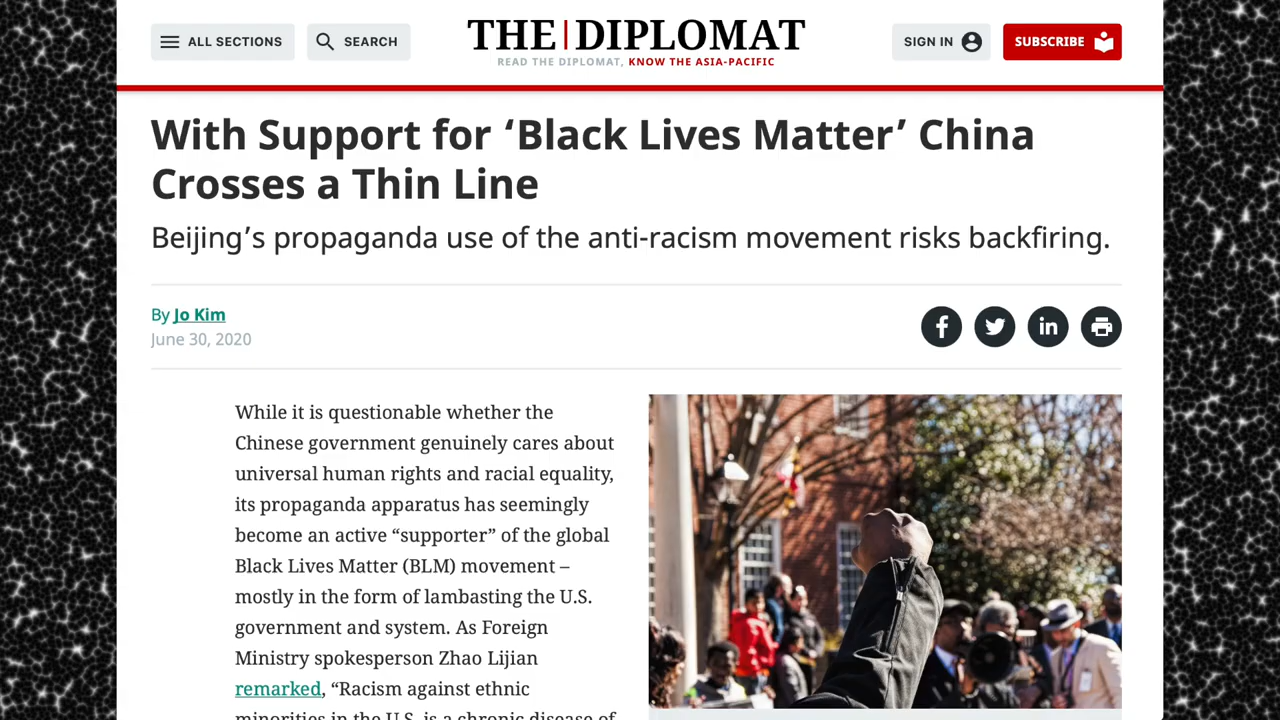 ALL SECTIONS
SEARCH
THE|DIPLOMAT
READ THE DIPLOMAT, KNOW THE ASIA-PACIFIC
SIGN IN
SUBSCRIBE
With Support for ‘Black Lives Matter’ China
Crosses a Thin Line
Beijing’s propaganda use of the anti-racism movement risks backfiring.
By Jo Kim
June 30, 2020
While it is questionable whether the
Chinese government genuinely cares about
universal human rights and racial equality,
its propaganda apparatus has seemingly
become an active “supporter” of the global
Black Lives Matter (BLM) movement –
mostly in the form of lambasting the U.S.
government and system. As Foreign
Ministry spokesperson Zhao Lijian
remarked, “Racism against ethnic
minorities in the U.S. is a chronic disease of